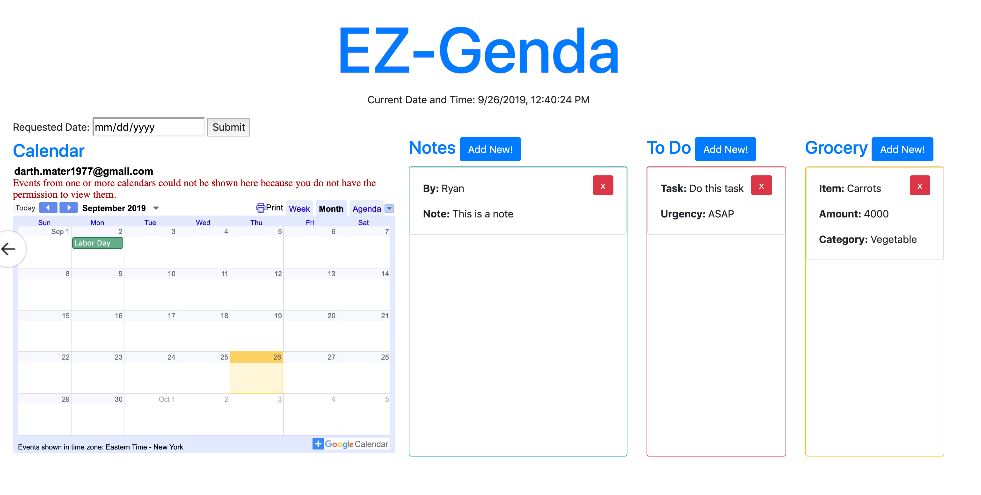 EZ-Genda
Current Date and Time: 9/26/2019, 12:40:24 PM
Requested Date: mm/dd/yyyy Submit
Calendar
darth.mater1977@gmail.com
Events from one or more calendars could not be shown here because you do not have the
permission to view them.
Today September 2019 Print Week Month Agenda
Sun Mon Tue Wed Thu Fri Sat
Sep 1 2 3 4 5 6 7
Labor Day
8 9 10 11 12 13 14
15 16 17 18 19 20 21
22 23 24 25 26 27 28
29 30 Oct 1 2 3 4 5
Events shown in time zone: Eastern Time - New York
Google Calendar
Notes Add New!
By: Ryan x
Note: This is a note
To Do Add New!
Task: Do this task x
Urgency: ASAP
Grocery Add New!
Item: Carrots x
Amount: 4000
Category: Vegetable